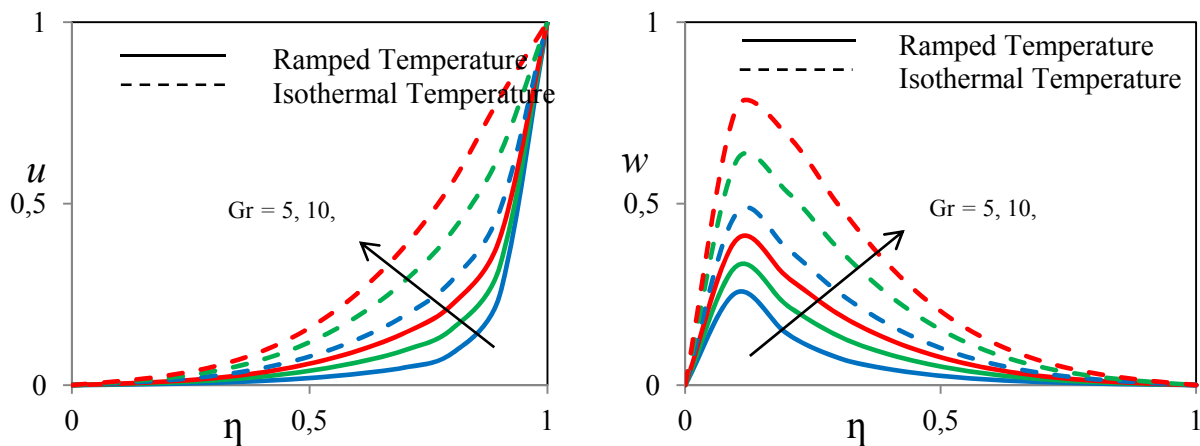 1
Ramped Temperature
Isothermal Temperature
u
0,5
Gr = 5, 10,
0
0
0,5
1
η
1
Ramped Temperature
Isothermal Temperature
w
0,5
Gr = 5, 10,
0
0
0,5
1
η